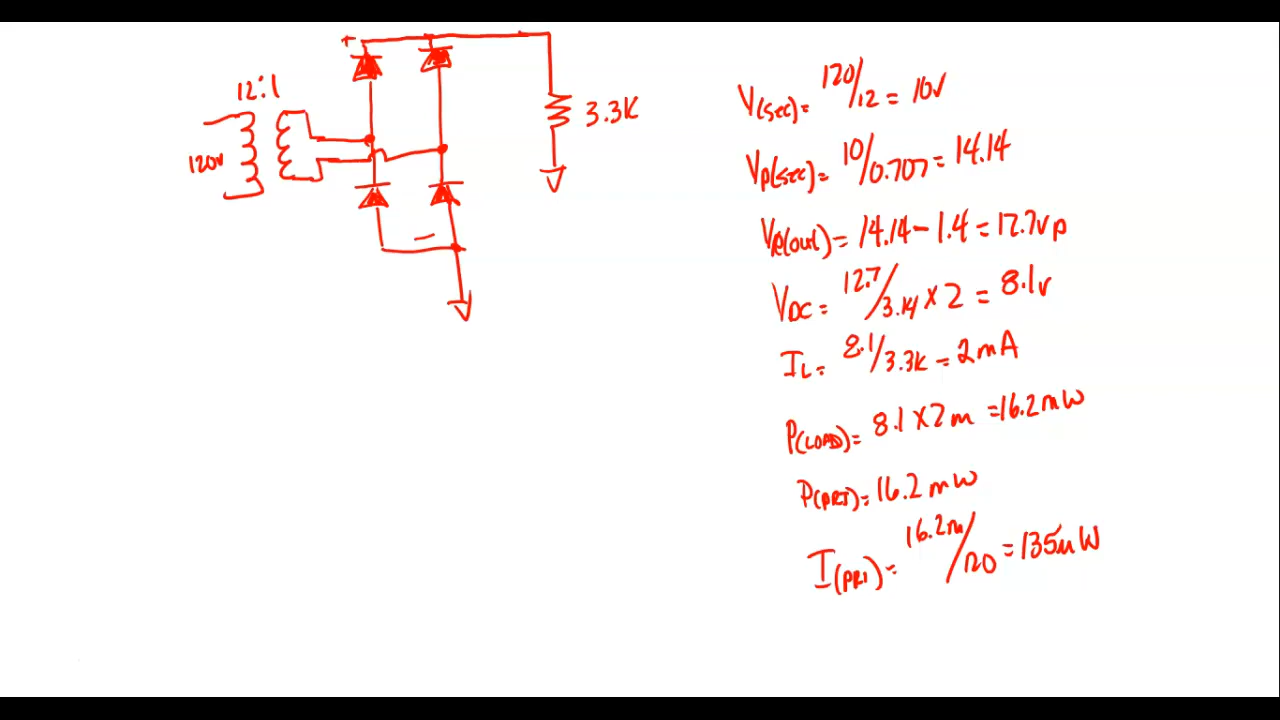 12:1
120V
+
3.3K
−
V(sec)= 120/12 = 10V
Vp(sec)= 10/0.707 = 14.14
Vp(out)= 14.14 − 1.4 = 12.7vp
VDC = 12.7/3.14 x 2 = 8.1v
IL = 8.1/3.3K = 2mA
P(LOAD)= 8.1 x 2m = 16.2mW
P(PRI)= 16.2mW
I(PRI)= 16.2m/120 = 135uW